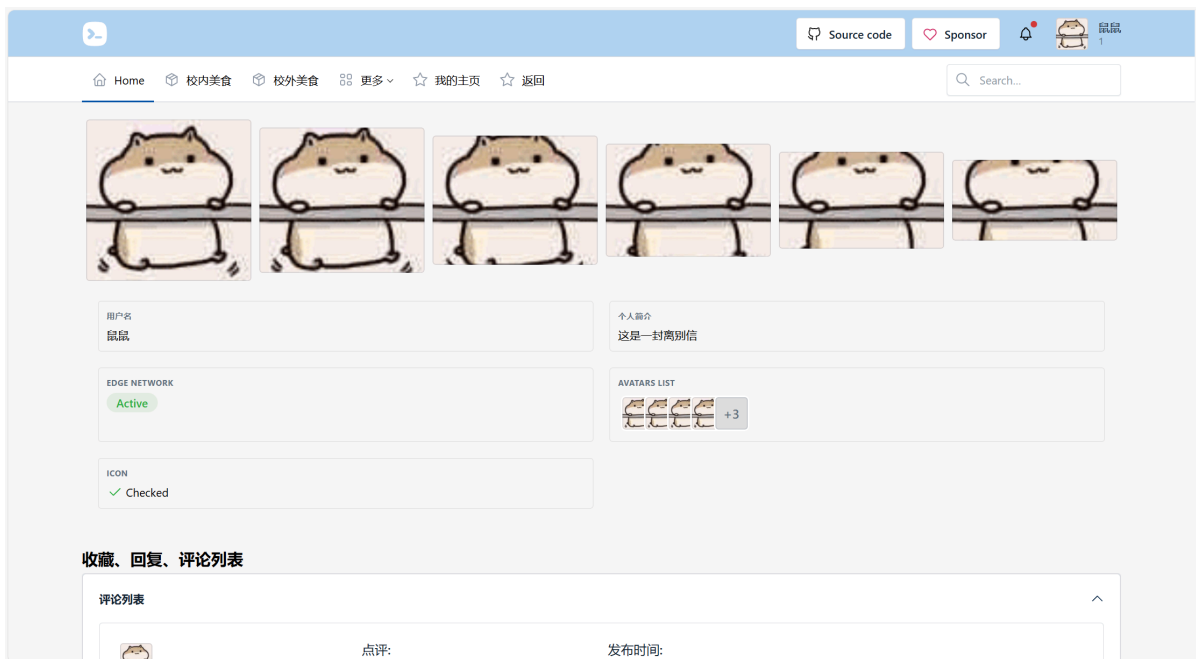 Source code
Sponsor
鼠鼠
1
Home
校内美食
校外美食
更多
我的主页
返回
Search…
用户名
鼠鼠
个人简介
这是一封离别信
EDGE NETWORK
Active
AVATARS LIST
+3
ICON
Checked
收藏、回复、评论列表
评论列表
点评:
发布时间: